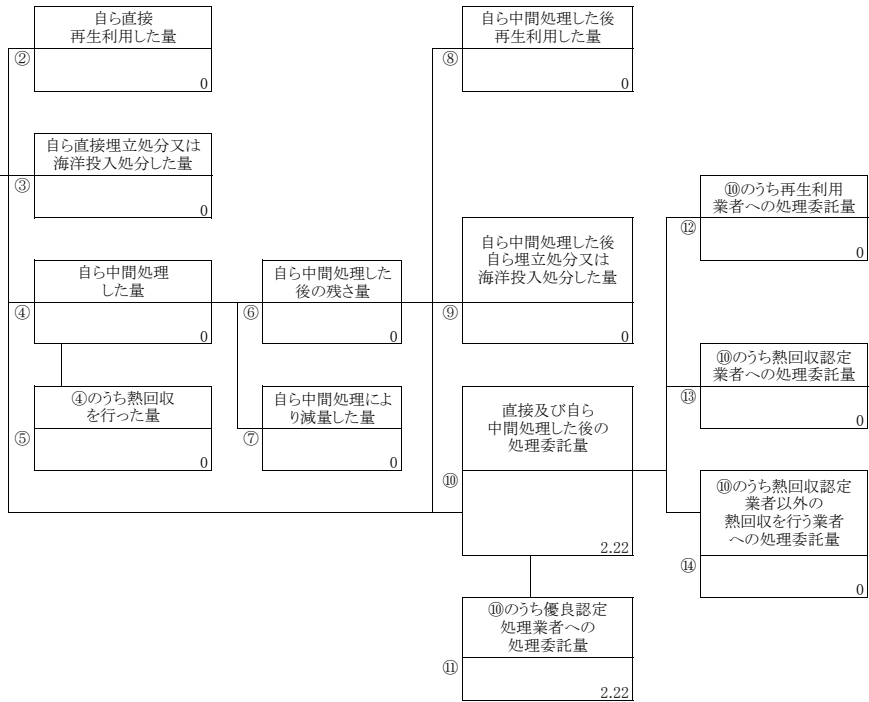 自ら直接
再生利用した量
②
0
自ら直接埋立処分又は
海洋投入処分した量
③
0
自ら中間処理
した量
④
0
④のうち熱回収
を行った量
⑤
0
自ら中間処理した
後の残さ量
⑥
0
自ら中間処理によ
り減量した量
⑦
0
自ら中間処理した後
再生利用した量
⑧
0
自ら中間処理した後
自ら埋立処分又は
海洋投入処分した量
⑨
0
直接及び自ら
中間処理した後の
処理委託量
⑩
2.22
⑩のうち優良認定
処理業者への
処理委託量
⑪
2.22
⑩のうち再生利用
業者への処理委託量
⑫
0
⑩のうち熱回収認定
業者への処理委託量
⑬
0
⑩のうち熱回収認定
業者以外の
熱回収を行う業者
への処理委託量
⑭
0